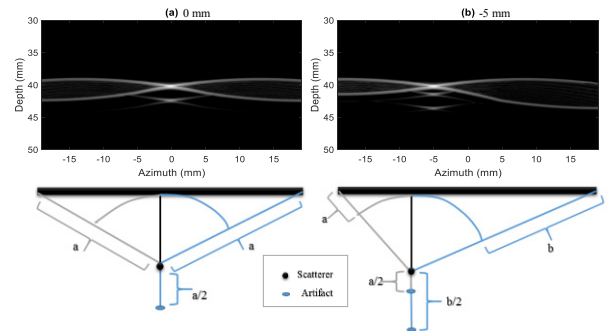 (a) 0 mm
(b) -5 mm
30
35
40
45
50
Depth (mm)
-15 -10 -5 0 5 10 15
Azimuth (mm)
30
35
40
45
50
Depth (mm)
-15 -10 -5 0 5 10 15
Azimuth (mm)
a
a
a/2
Scatterer
Artifact
a
b
a/2
b/2